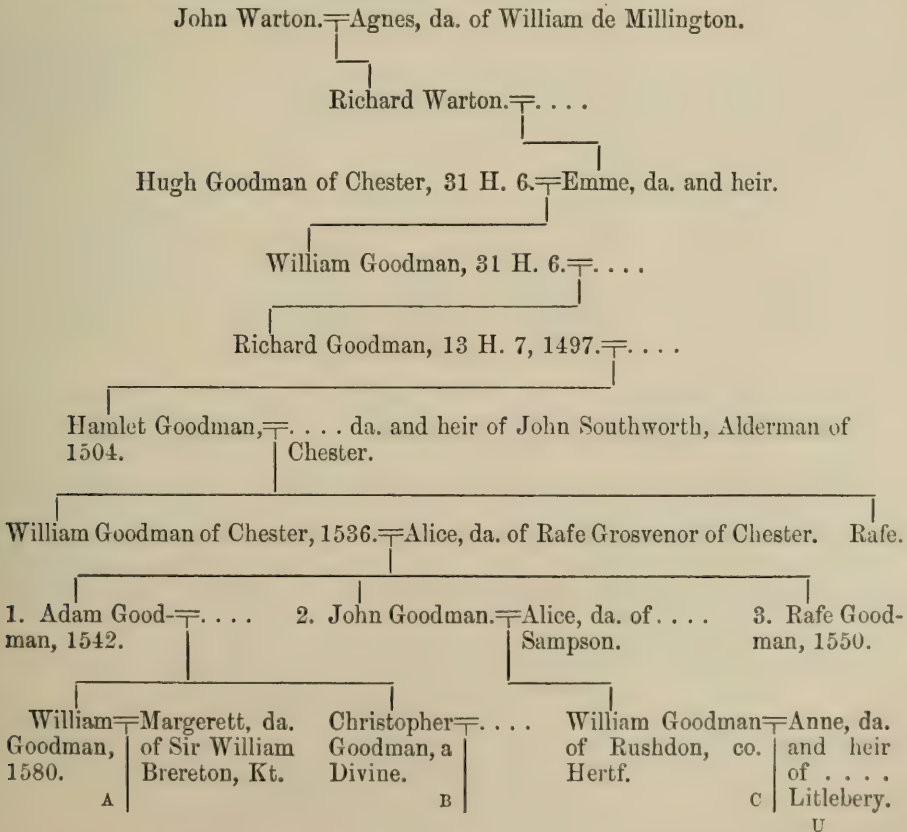 John Warton.=Agnes, da. of William de Millington.
Richard Warton.=. . . .
Hugh Goodman of Chester, 31 H. 6.=Emme, da. and heir.
William Goodman, 31 H. 6.=. . . .
Richard Goodman, 13 H. 7, 1497.=. . . .
Hamlet Goodman,=. . . . da. and heir of John Southworth, Alderman of
1504. Chester.
William Goodman of Chester, 1536.=Alice, da. of Rafe Grosvenor of Chester. Rafe.
1. Adam Good-=. . . . 2. John Goodman.=Alice, da. of . . . . 3. Rafe Good-
man, 1542. Sampson. man, 1550.
William=Margerett, da. Christopher=. . . . William Goodman=Anne, da.
Goodman, of Sir William Goodman, a of Rushdon, co. and heir
1580. Brereton, Kt. Divine. Hertf. of . . . .
A B C Litlebery.
U